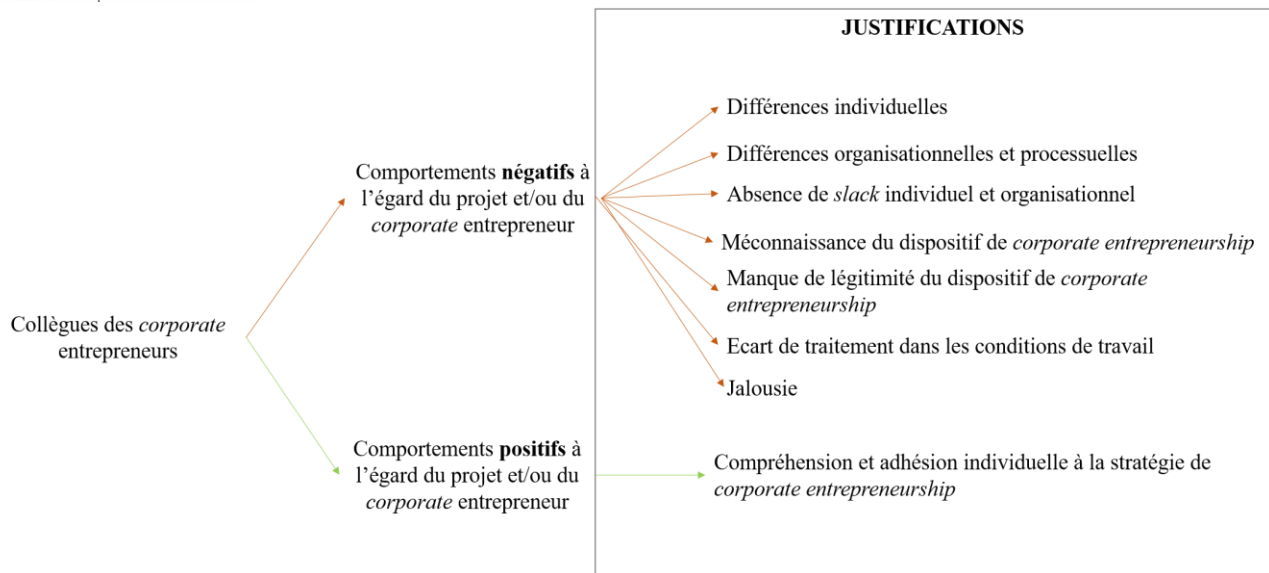 JUSTIFICATIONS
Différences individuelles
Différences organisationnelles et processuelles
Absence de slack individuel et organisationnel
Méconnaissance du dispositif de corporate entrepreneurship
Manque de légitimité du dispositif de corporate
entrepreneurship
Ecart de traitement dans les conditions de travail
Jalousie
Comportements négatifs à
l'égard du projet et/ou du
corporate entrepreneur
Collègues des corporate
entrepreneurs
Comportements positifs à
l'égard du projet et/ou du
corporate entrepreneur
Compréhension et adhésion individuelle à la stratégie de
corporate entrepreneurship